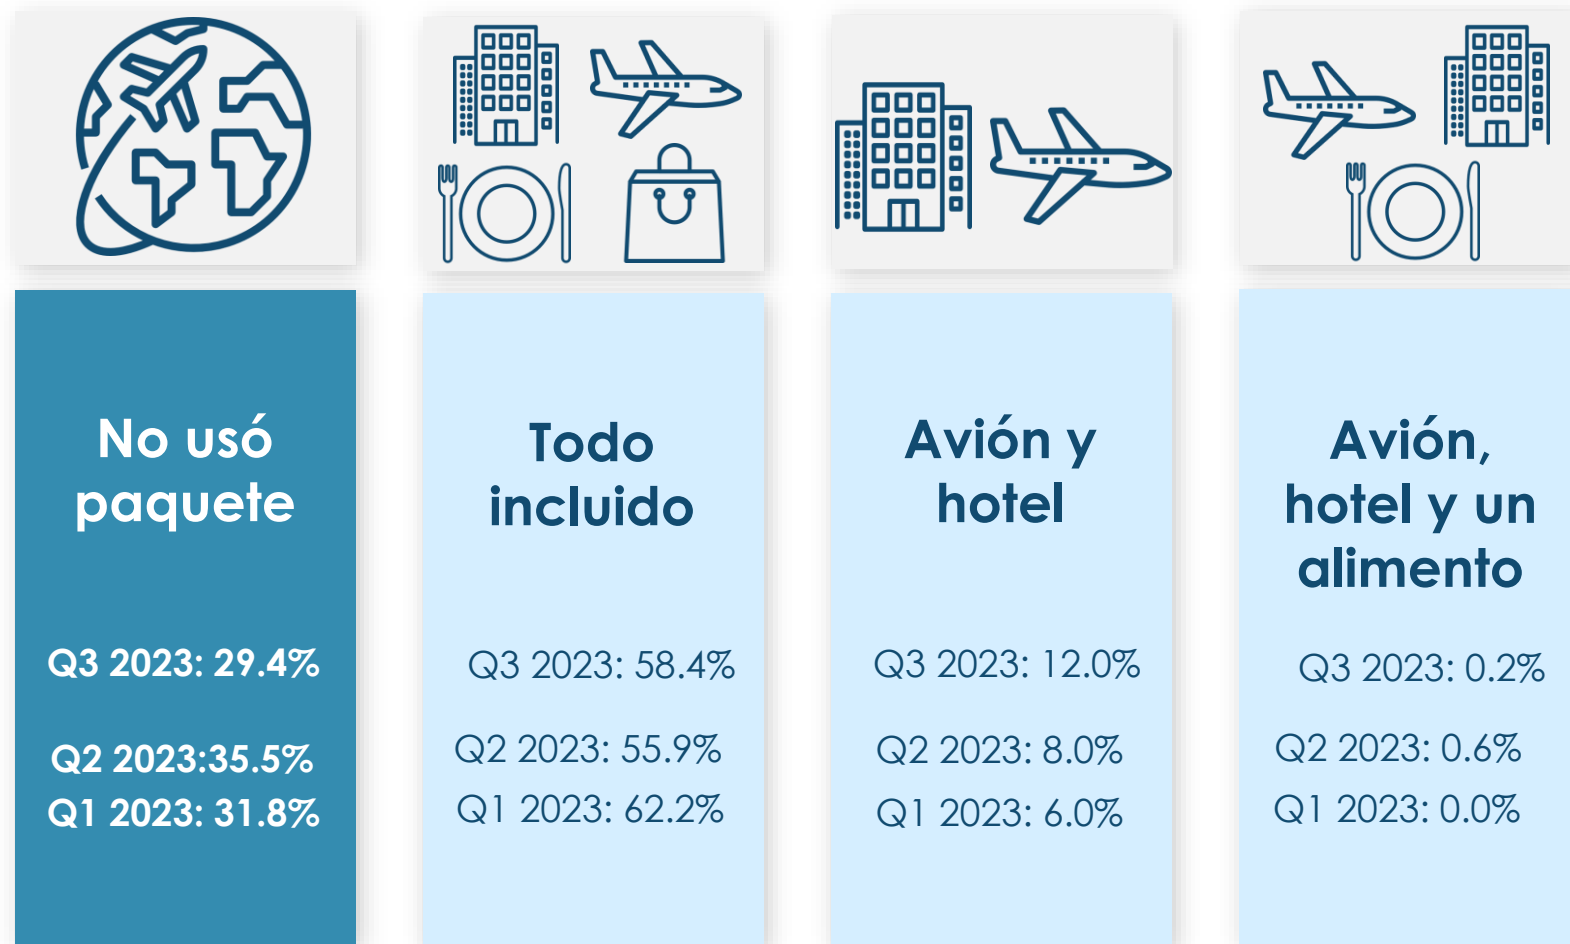 No usó
paquete
Q3 2023: 29.4%
Q2 2023:35.5%
Q1 2023: 31.8%
Todo
incluido
Q3 2023: 58.4%
Q2 2023: 55.9%
Q1 2023: 62.2%
Avión y
hotel
Q3 2023: 12.0%
Q2 2023: 8.0%
Q1 2023: 6.0%
Avión,
hotel y un
alimento
Q3 2023: 0.2%
Q2 2023: 0.6%
Q1 2023: 0.0%